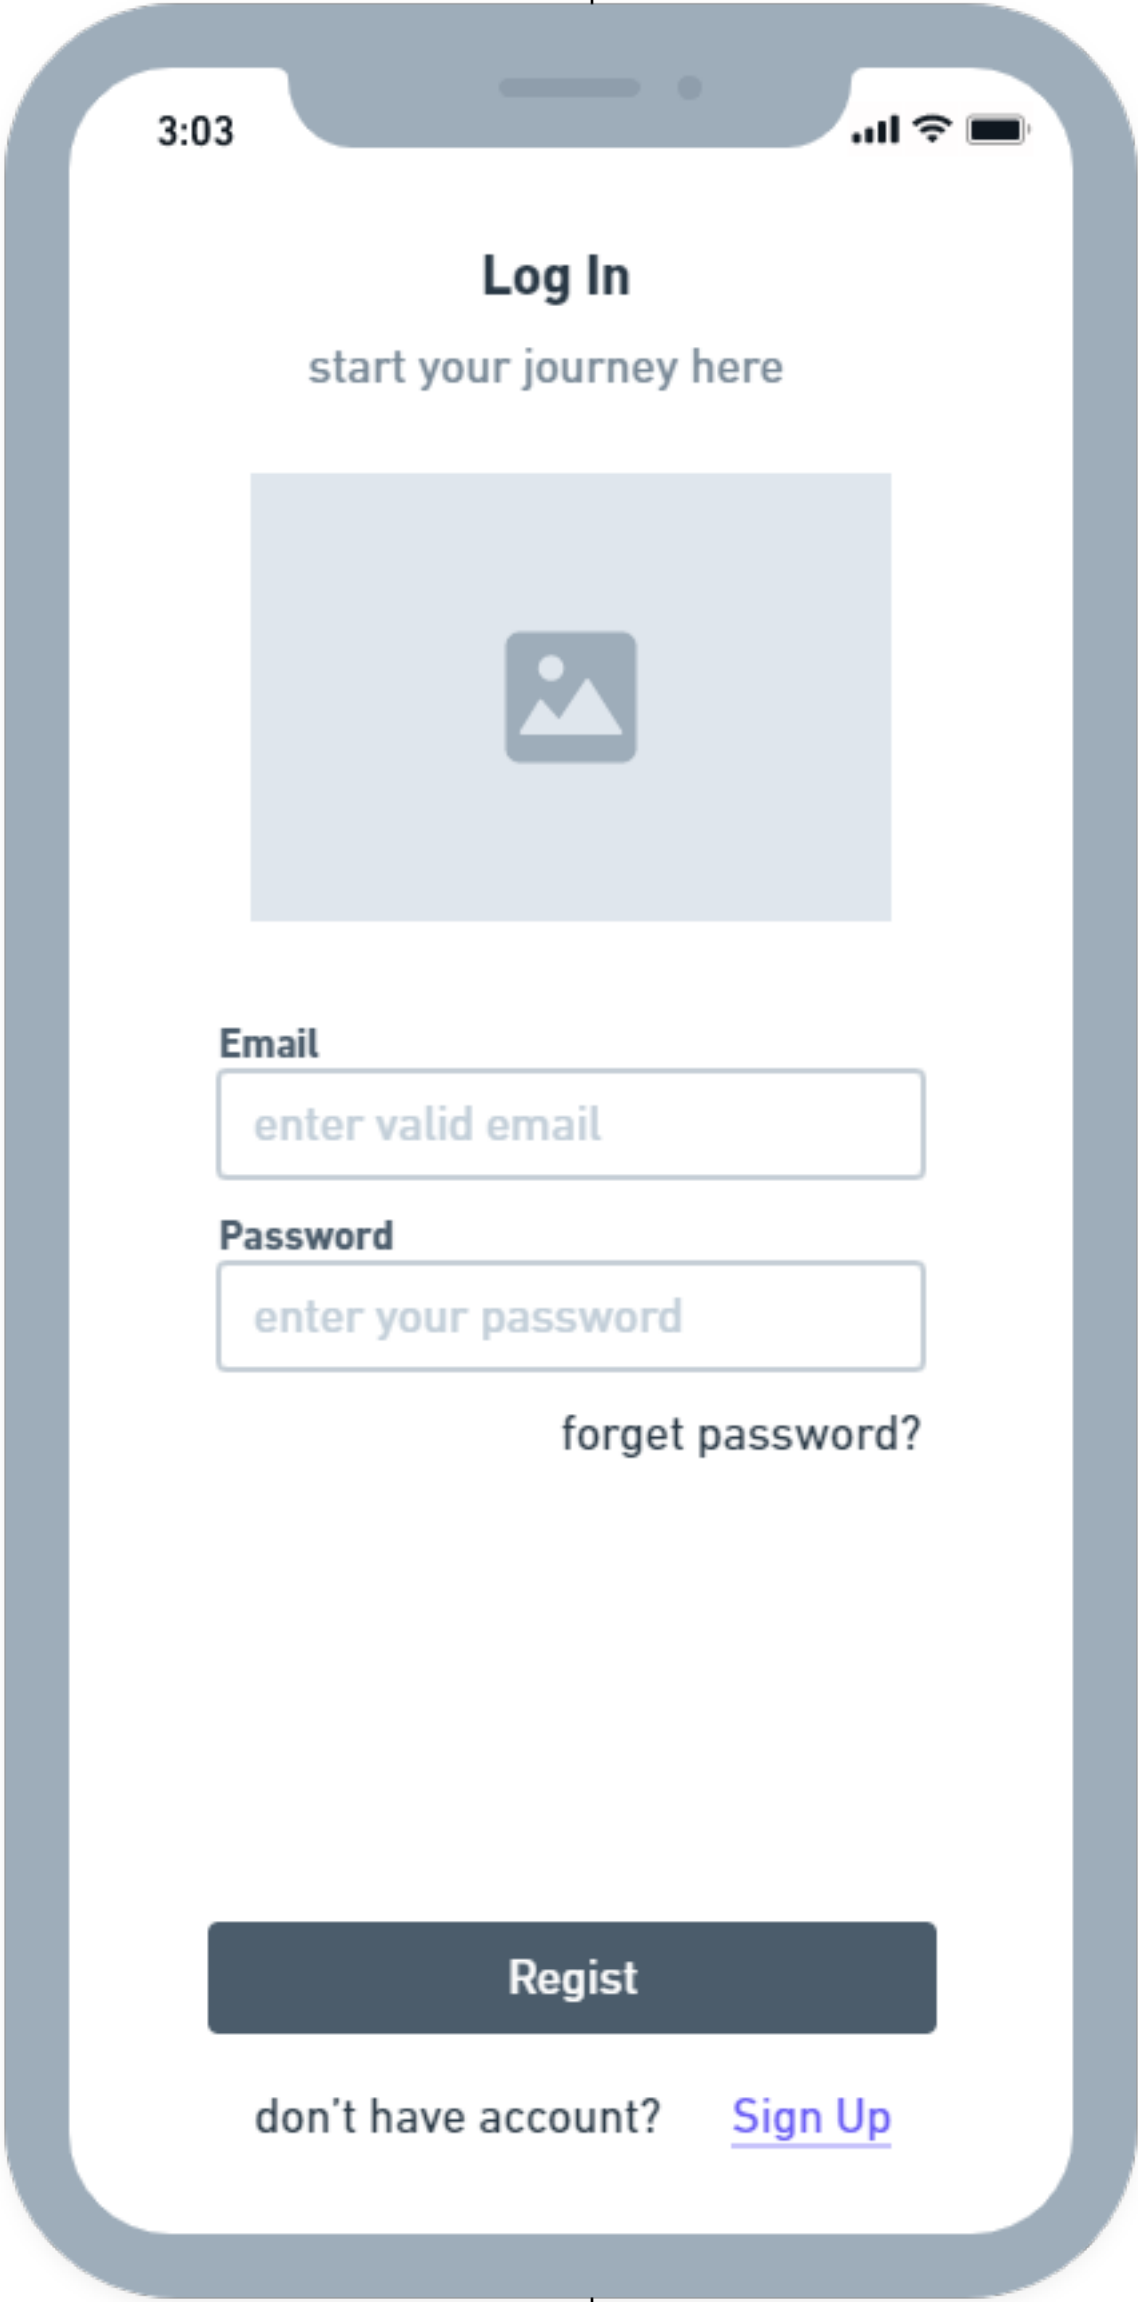 3:03
Log In
start your journey here
Email
enter valid email
Password
enter your password
forget password?
Regist
don't have account? Sign Up